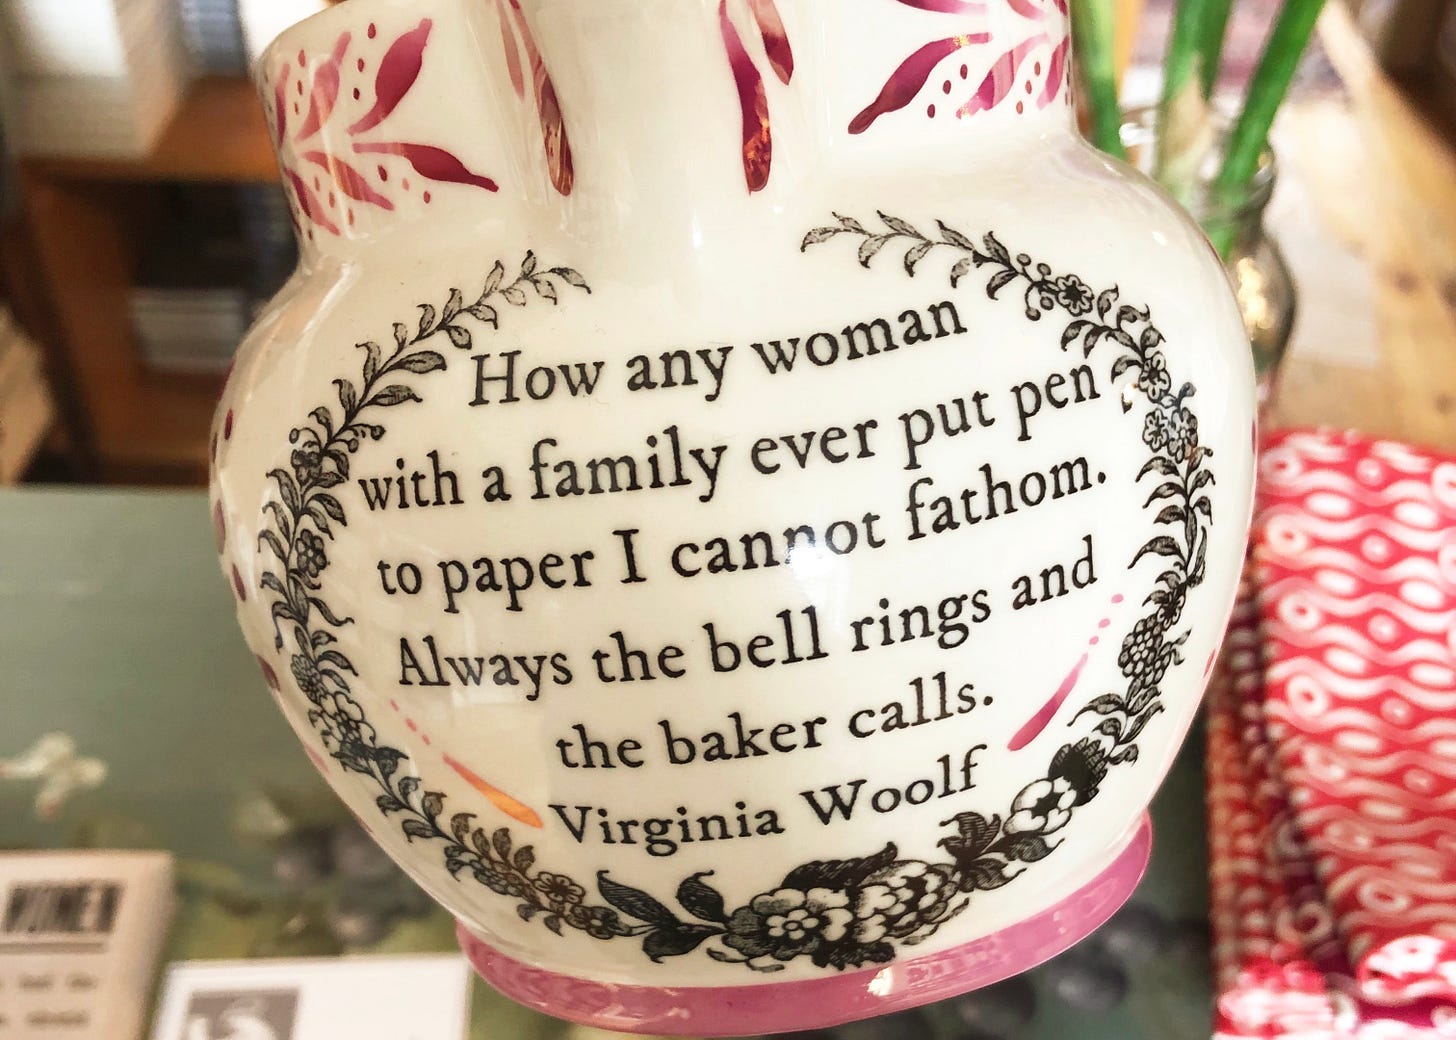 How any woman
with a family ever put pen
to paper I cannot fathom.
Always the bell rings and
the baker calls.
Virginia Woolf
WOMEN